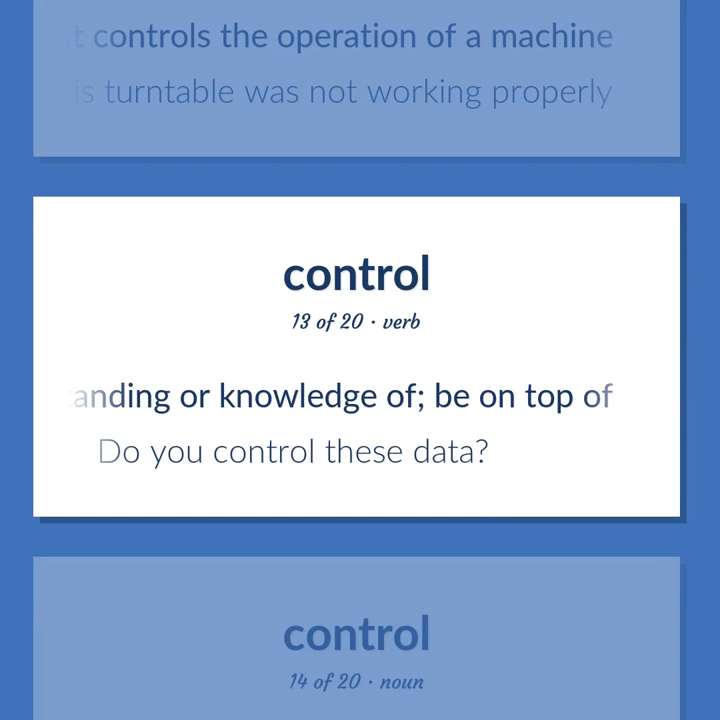 controls the operation of a machine
turntable was not working properly
control
13 of 20 · verb
anding or knowledge of; be on top of
Do you control these data?
control
14 of 20 · noun